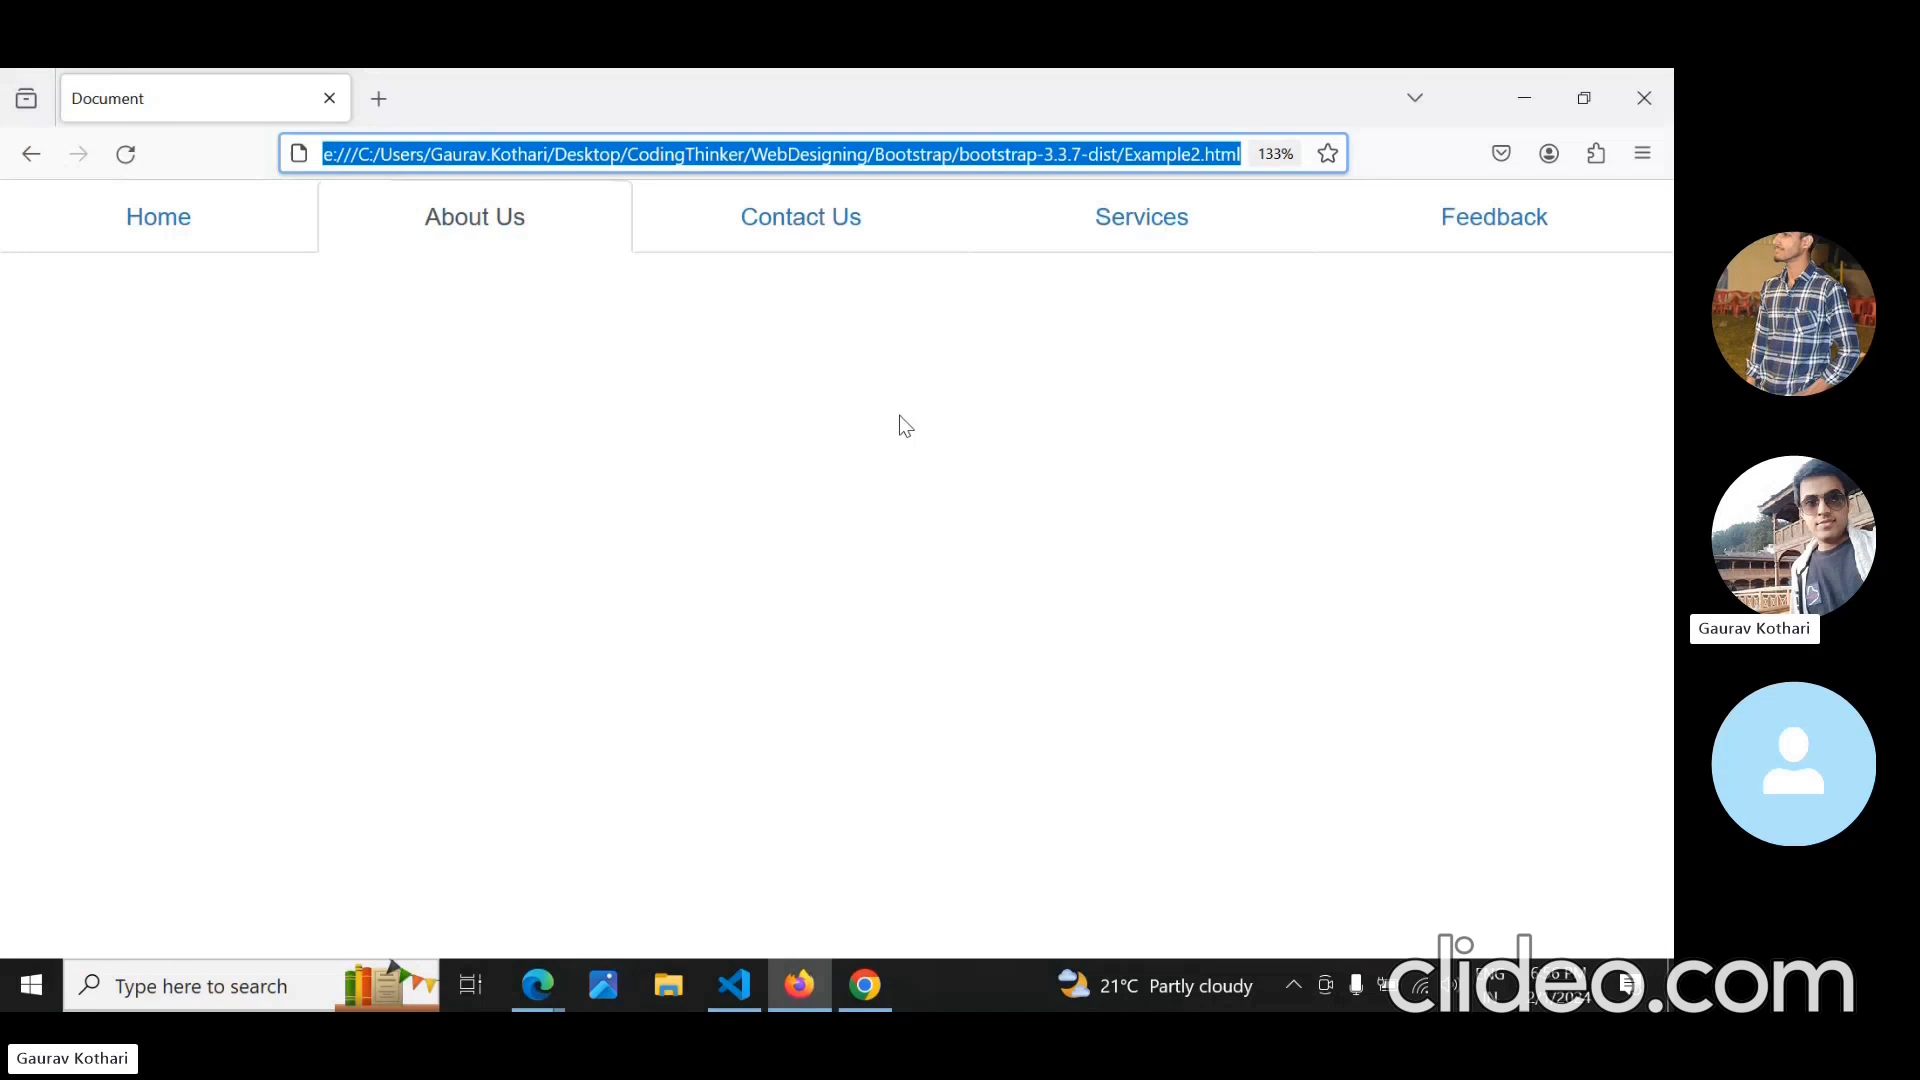 Document
e:///C:/Users/Gaurav.Kothari/Desktop/CodingThinker/WebDesigning/Bootstrap/bootstrap-3.3.7-dist/Example2.html
133%
Home
About Us
Contact Us
Services
Feedback
Gaurav Kothari
Type here to search
21°C Partly cloudy
ENG
clideo.com
Gaurav Kothari